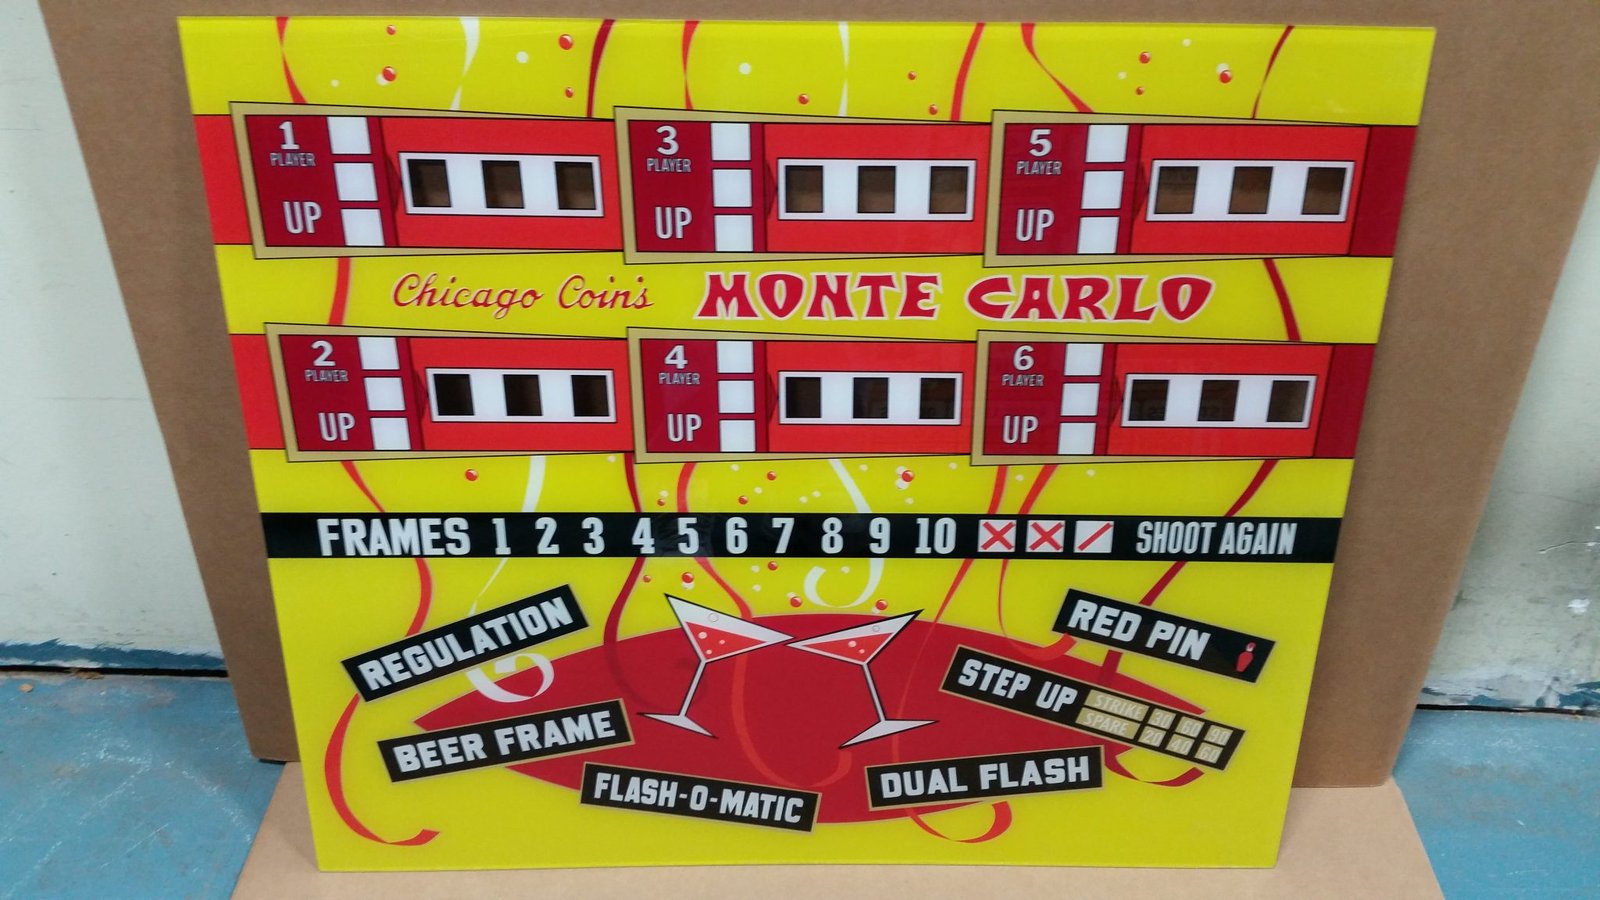 1 PLAYER UP
3 PLAYER UP
5 PLAYER UP
Chicago Coin's MONTE CARLO
2 PLAYER UP
4 PLAYER UP
6 PLAYER UP
FRAMES 1 2 3 4 5 6 7 8 9 10 SHOOT AGAIN
REGULATION
BEER FRAME
FLASH-O-MATIC
DUAL FLASH
STEP UP
STRIKE 30 60 90
SPARE 20 40 60
RED PIN